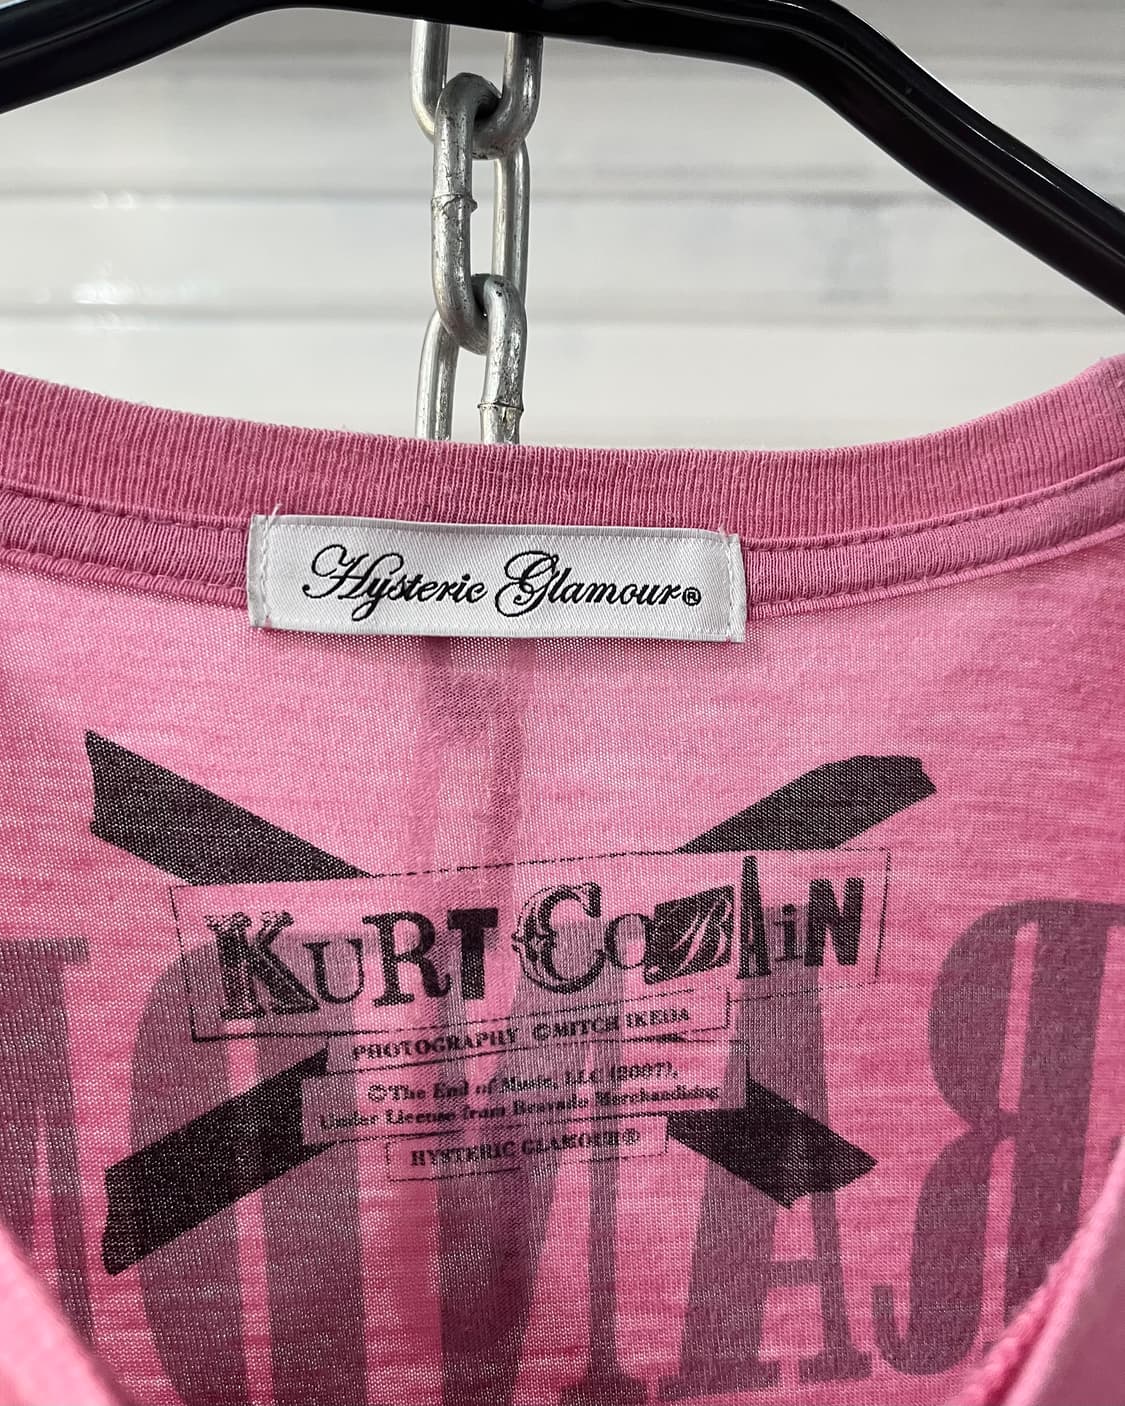 Hysteric Glamour®
KURT COBAIN
PHOTOGRAPHY ©MITCH IKEDA
©The End of Music, LLC (2007).
Under License from Bravado Merchandising
HYSTERIC GLAMOUR®